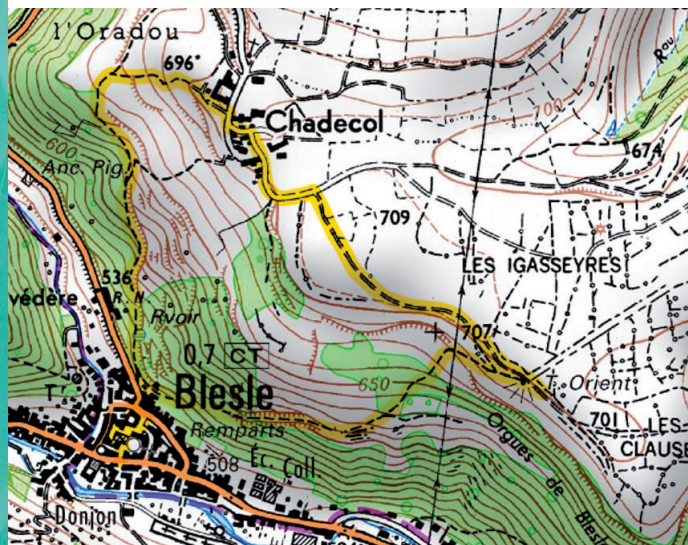 l'Oradou
696
Chadecol
700
Rau
674
600
Anc. Pig.
709
LES IGASSEYRES
536
R.N.
védère
Rvoir
707
0,7 CT
650
T. Orient
Blesle
Remparts
701
LES
CLAUSE
508
Éc.
Coll.
Orgues de Blesle
Donjon